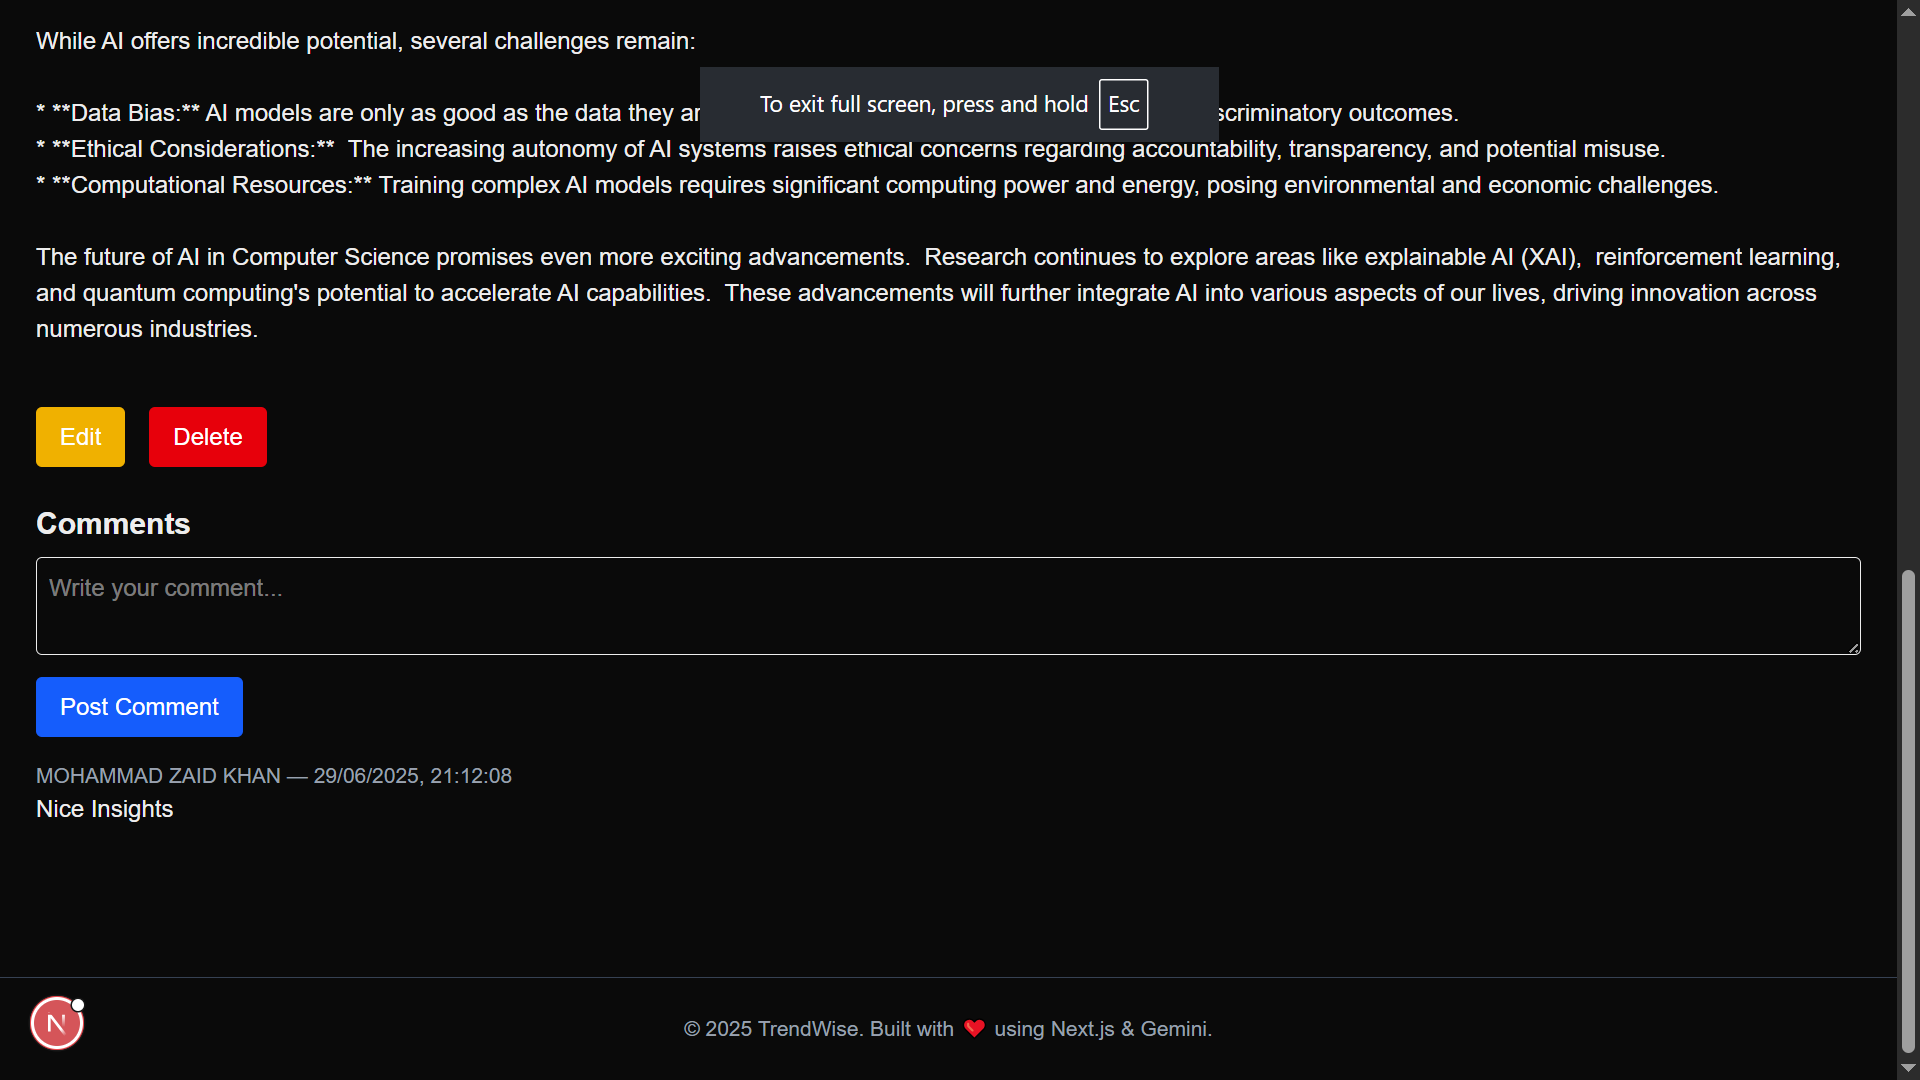 While AI offers incredible potential, several challenges remain:
To exit full screen, press and hold Esc
* **Data Bias:** AI models are only as good as the data they scriminatory outcomes.
* **Ethical Considerations:**  The increasing autonomy of AI systems raises ethical concerns regarding accountability, transparency, and potential misuse.
* **Computational Resources:** Training complex AI models requires significant computing power and energy, posing environmental and economic challenges.
The future of AI in Computer Science promises even more exciting advancements.  Research continues to explore areas like explainable AI (XAI),  reinforcement learning,
and quantum computing's potential to accelerate AI capabilities.  These advancements will further integrate AI into various aspects of our lives, driving innovation across
numerous industries.
Edit Delete
Comments
Write your comment...
Post Comment
MOHAMMAD ZAID KHAN — 29/06/2025, 21:12:08
Nice Insights
N
© 2025 TrendWise. Built with ❤️ using Next.js & Gemini.